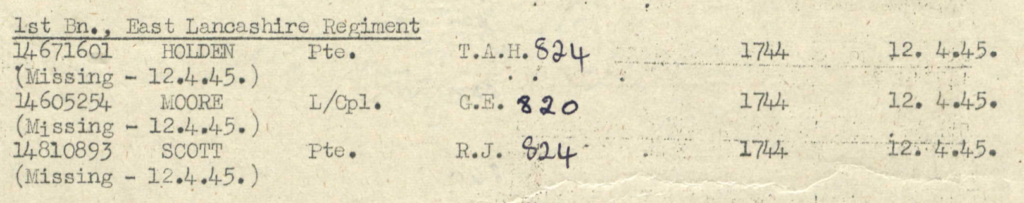 1st Bn., East Lancashire Regiment
14671601 HOLDEN Pte. T.A.H. 824 1744 12. 4.45.
(Missing - 12.4.45.)
14605254 MOORE L/Cpl. G.E. 820 1744 12. 4.45.
(Missing - 12.4.45.)
14810893 SCOTT Pte. R.J. 824 1744 12. 4.45.
(Missing - 12.4.45.)